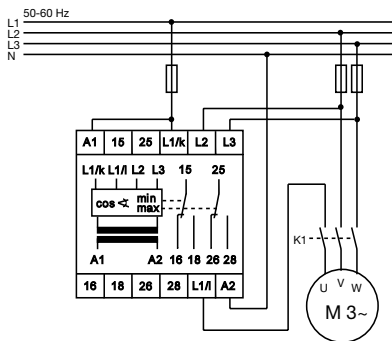 50-60 Hz
L1
L2
L3
N
A1 15 25 L1/k L2 L3
L1/k L1/l L2 L3 15 25
cos ∢ min
max
A1 A2 16 18 26 28
16 18 26 28 L1/l A2
K1
U V W
M 3~